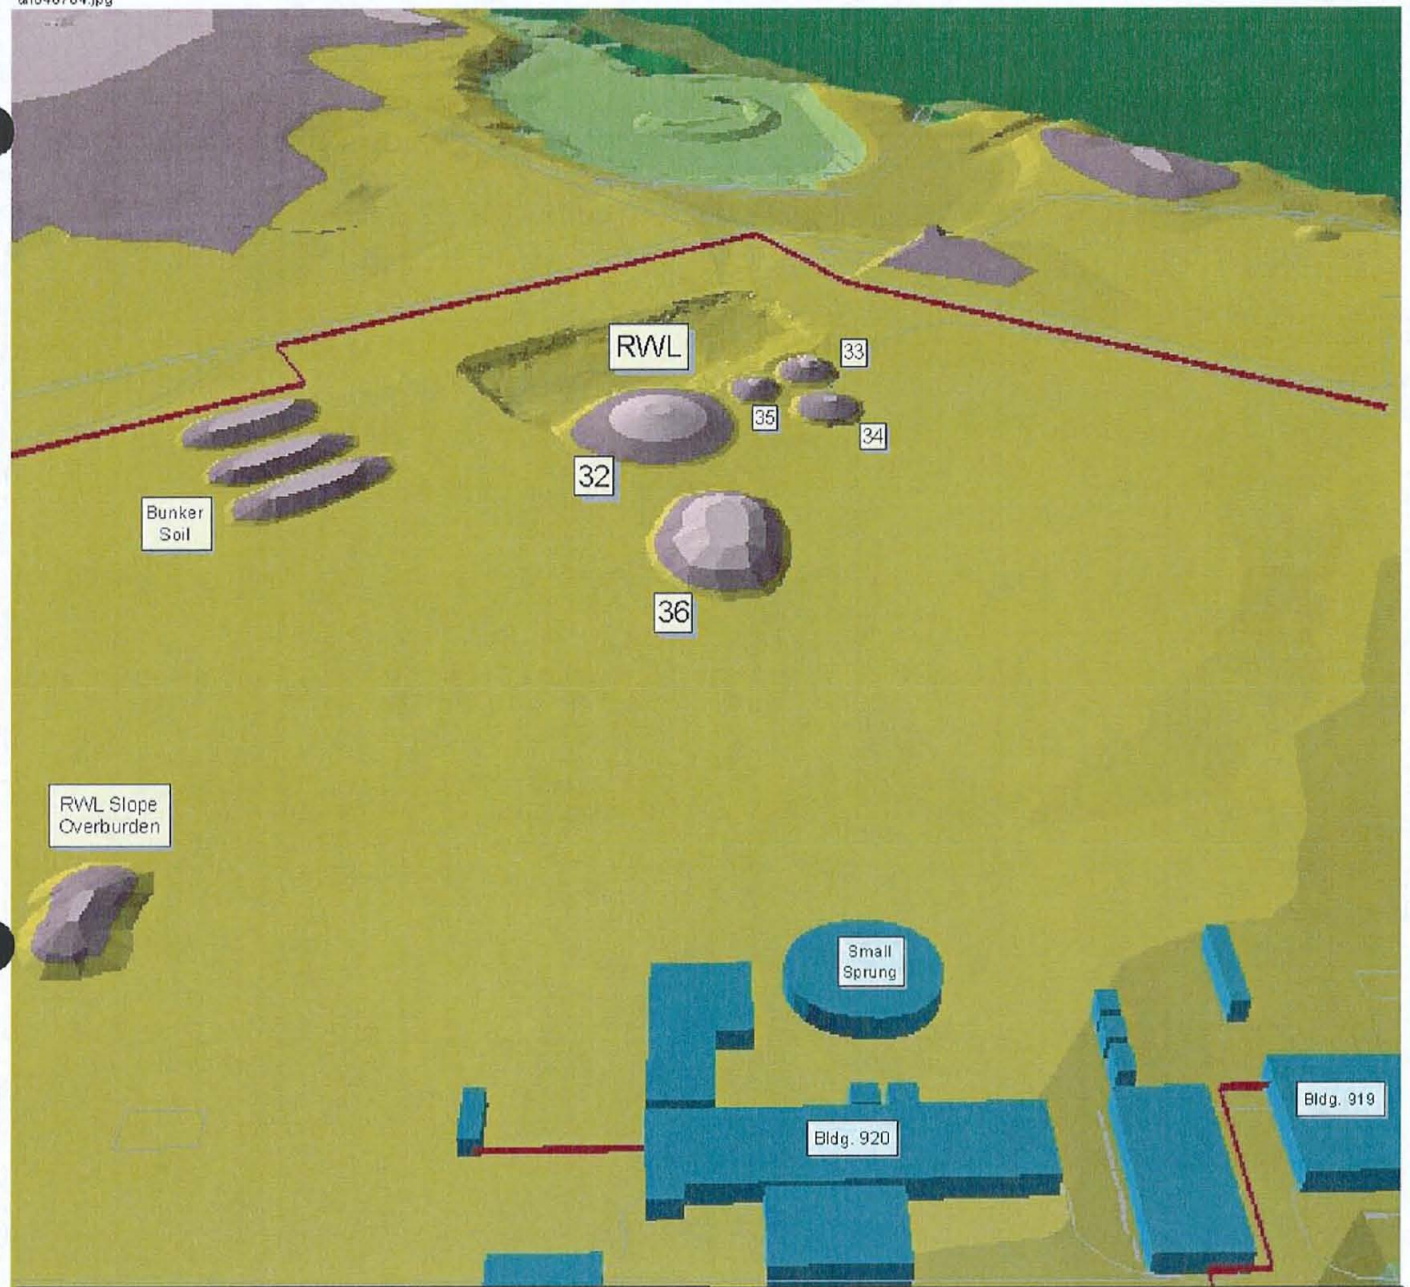 RWL
33
35
34
32
Bunker
Soil
36
RWL Slope
Overburden
Small
Sprung
Bldg. 919
Bldg. 920